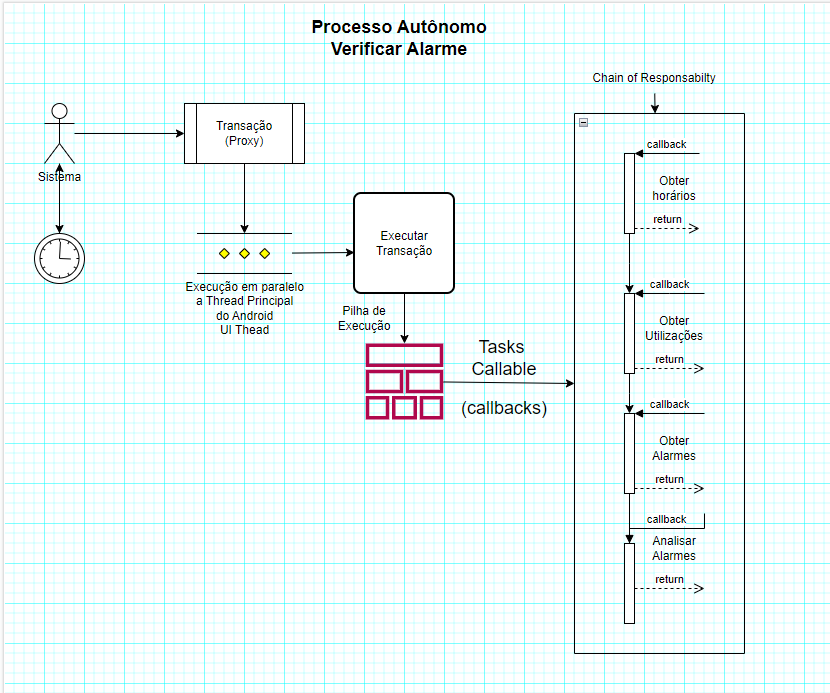 Processo Autônomo
Verificar Alarme
Chain of Responsabilty
Transação
(Proxy)
Sistema
Execução em paralelo
a Thread Principal
do Android
UI Thead
Executar
Transação
Pilha de
Execução
Tasks
Callable
(callbacks)
callback
Obter
horários
return
callback
Obter
Utilizações
return
callback
Obter
Alarmes
return
callback
Analisar
Alarmes
return